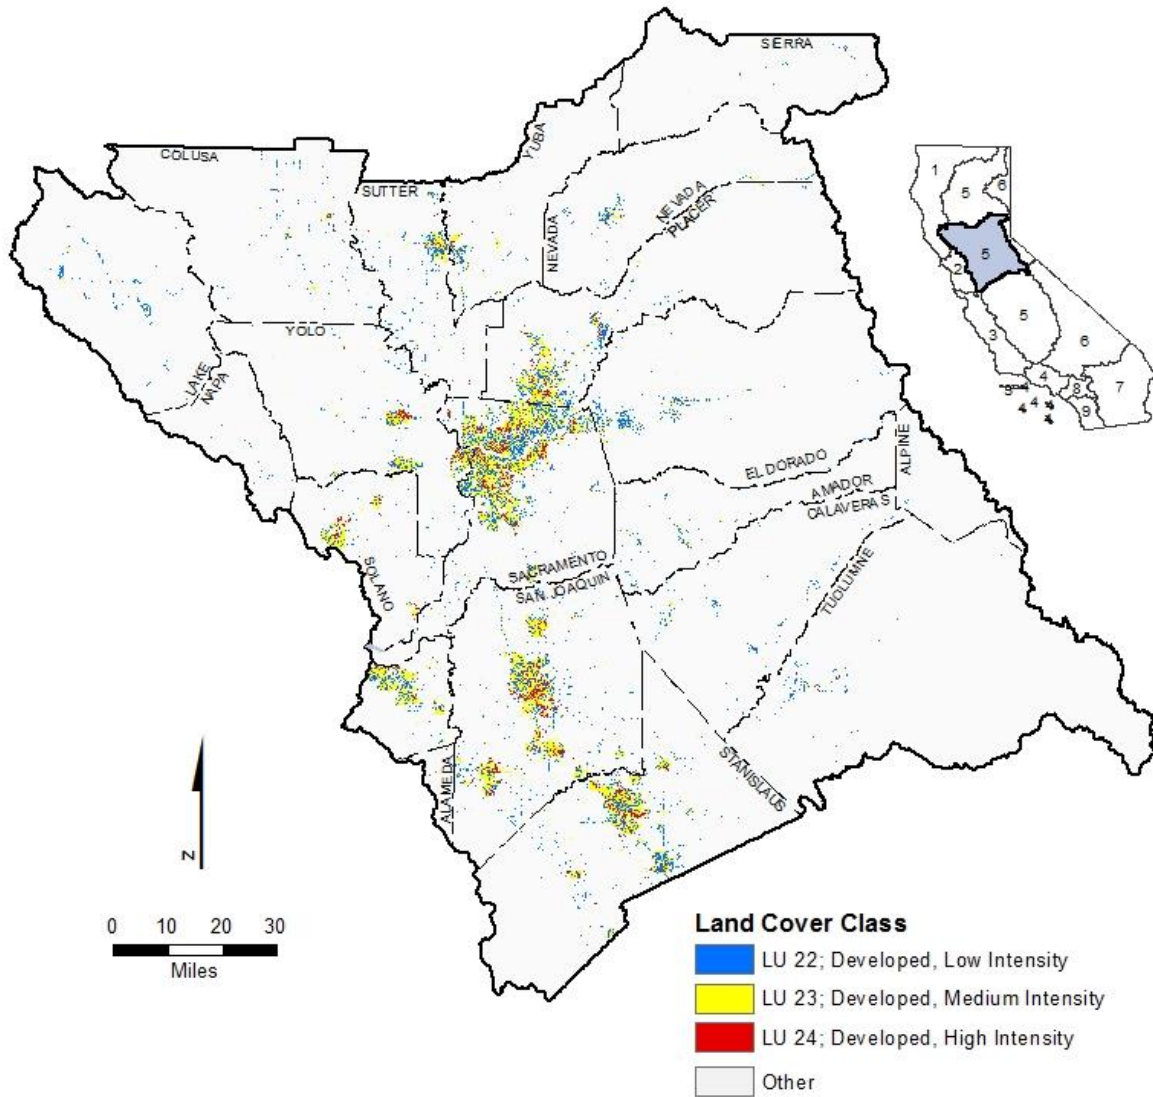 SIERRA
COLUSA
YUBA
SUTTER
NEVADA
NEVADA
PLACER
YOLO
LAKE
NAPA
EL DORADO
ALPINE
AMADOR
CALAVERAS
SACRAMENTO
SAN JOAQUIN
SOLANO
TUOLUMNE
ALAMEDA
STANISLAUS
1
5
6
5
2
5
3
6
4
8
7
4
9
N
0 10 20 30
Miles
Land Cover Class
LU 22; Developed, Low Intensity
LU 23; Developed, Medium Intensity
LU 24; Developed, High Intensity
Other